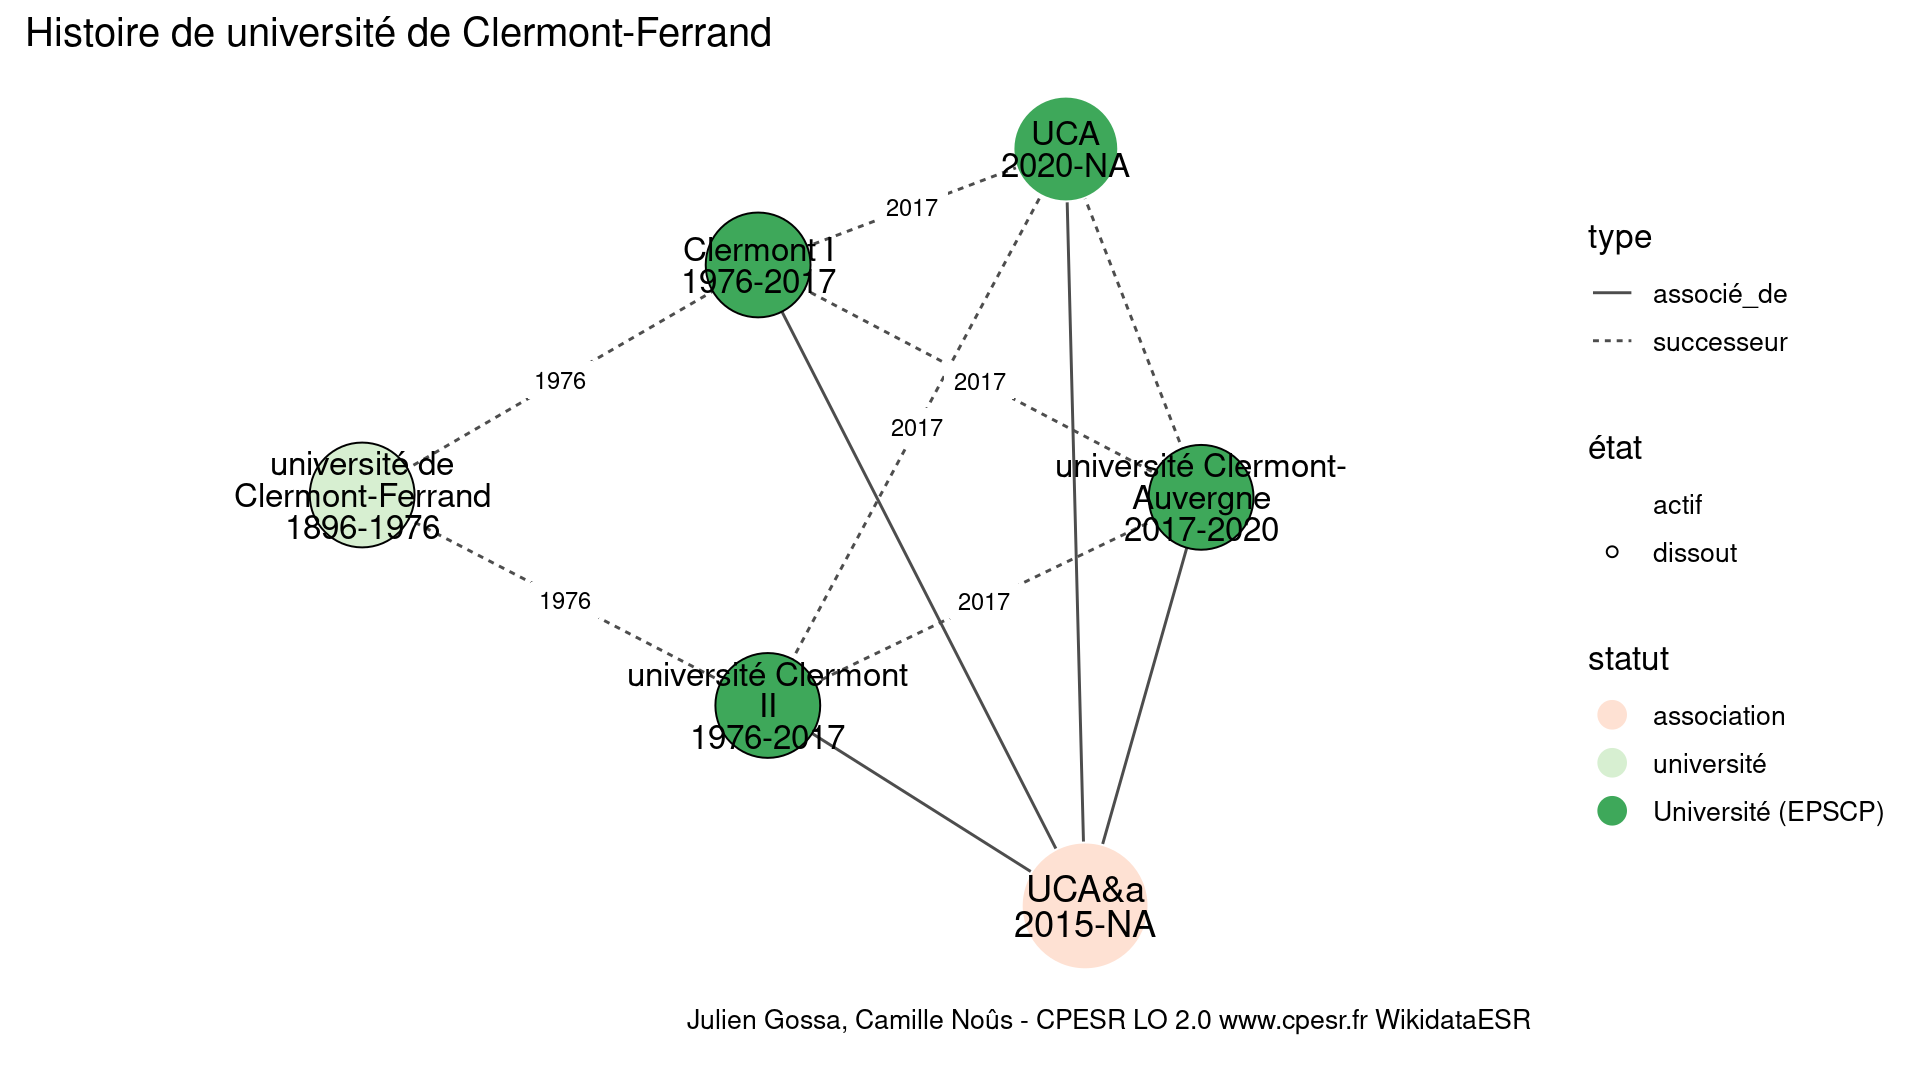 Histoire de université de Clermont-Ferrand
UCA
2020-NA
2017
Clermont I
1976-2017
1976
2017
2017
université de
Clermont-Ferrand
1896-1976
université Clermont-
Auvergne
2017-2020
1976
2017
université Clermont
II
1976-2017
UCA&a
2015-NA
type
associé_de
successeur
état
actif
dissout
statut
association
université
Université (EPSCP)
Julien Gossa, Camille Noûs - CPESR LO 2.0 www.cpesr.fr WikidataESR